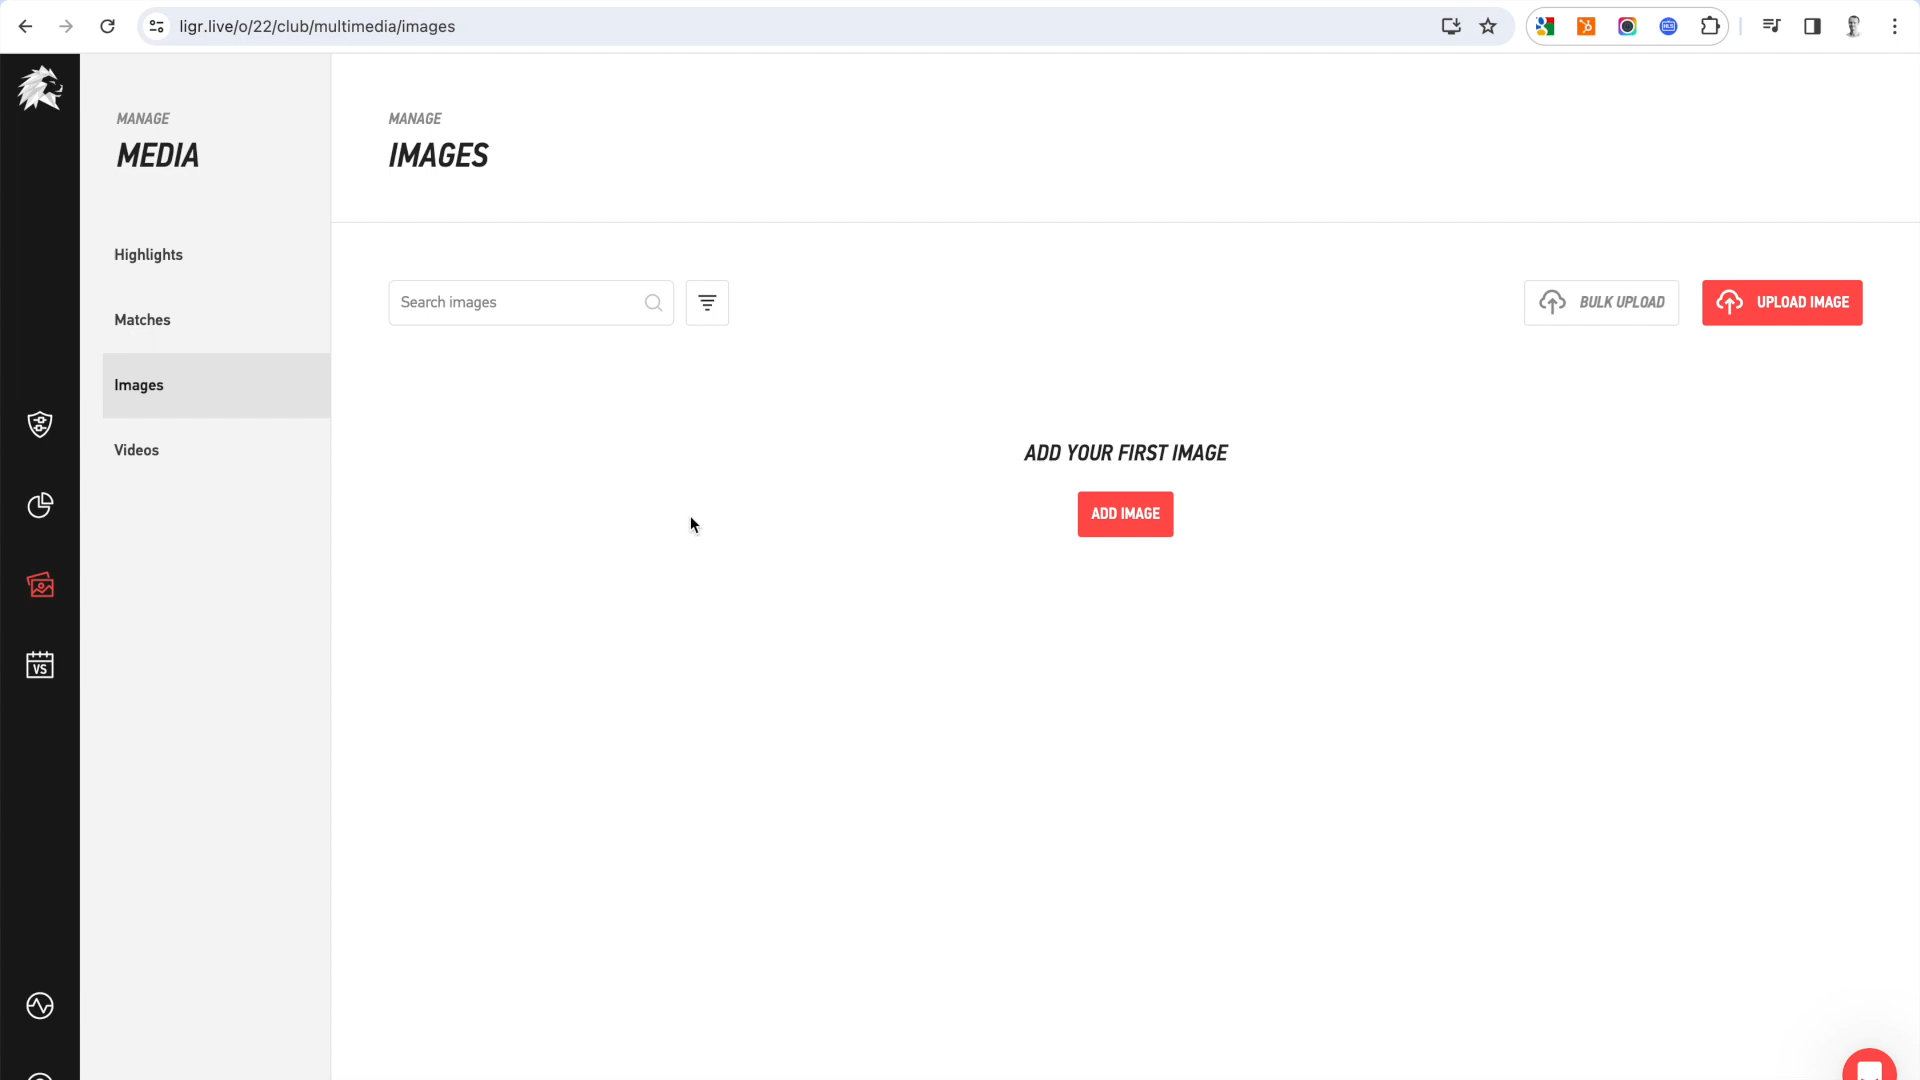 ligr.live/o/22/club/multimedia/images
MANAGE
MEDIA
Highlights
Matches
Images
Videos
MANAGE
IMAGES
Search images
BULK UPLOAD
UPLOAD IMAGE
ADD YOUR FIRST IMAGE
ADD IMAGE
VS